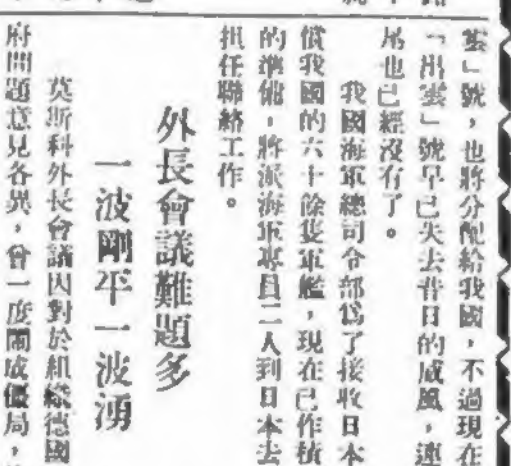 雲」號，也將分配給我國，不過現在
「出雲」號早已失去昔日的威風，連
尾也已經沒有了。
我國海軍總司令部爲了接收日本
償我國的六十餘隻軍艦，現在已作積
的準備，將派海軍專員二人到日本去
担任聯絡工作。
外長會議難題多
一波剛平一波湧
莫斯科外長會議因對於組織德國
府問題意見各異，曾一度鬧成僵局，